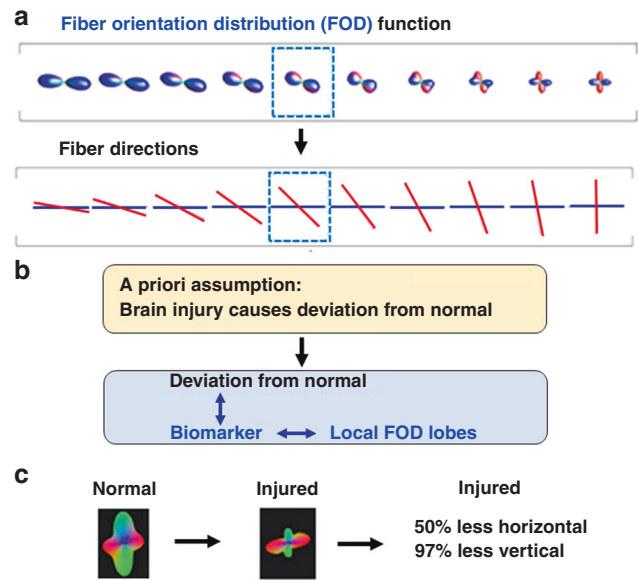 a
Fiber orientation distribution (FOD) function
Fiber directions
b
A priori assumption:
Brain injury causes deviation from normal
Deviation from normal
Biomarker
Local FOD lobes
c
Normal
Injured
Injured
50% less horizontal
97% less vertical